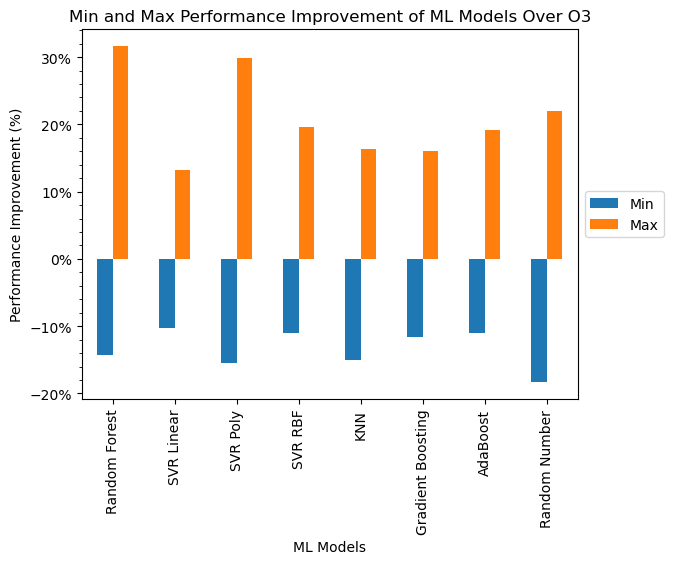 Min and Max Performance Improvement of ML Models Over O3
Performance Improvement (%)
30%
20%
10%
0%
−10%
−20%
Random Forest
SVR Linear
SVR Poly
SVR RBF
KNN
Gradient Boosting
AdaBoost
Random Number
ML Models
Min
Max